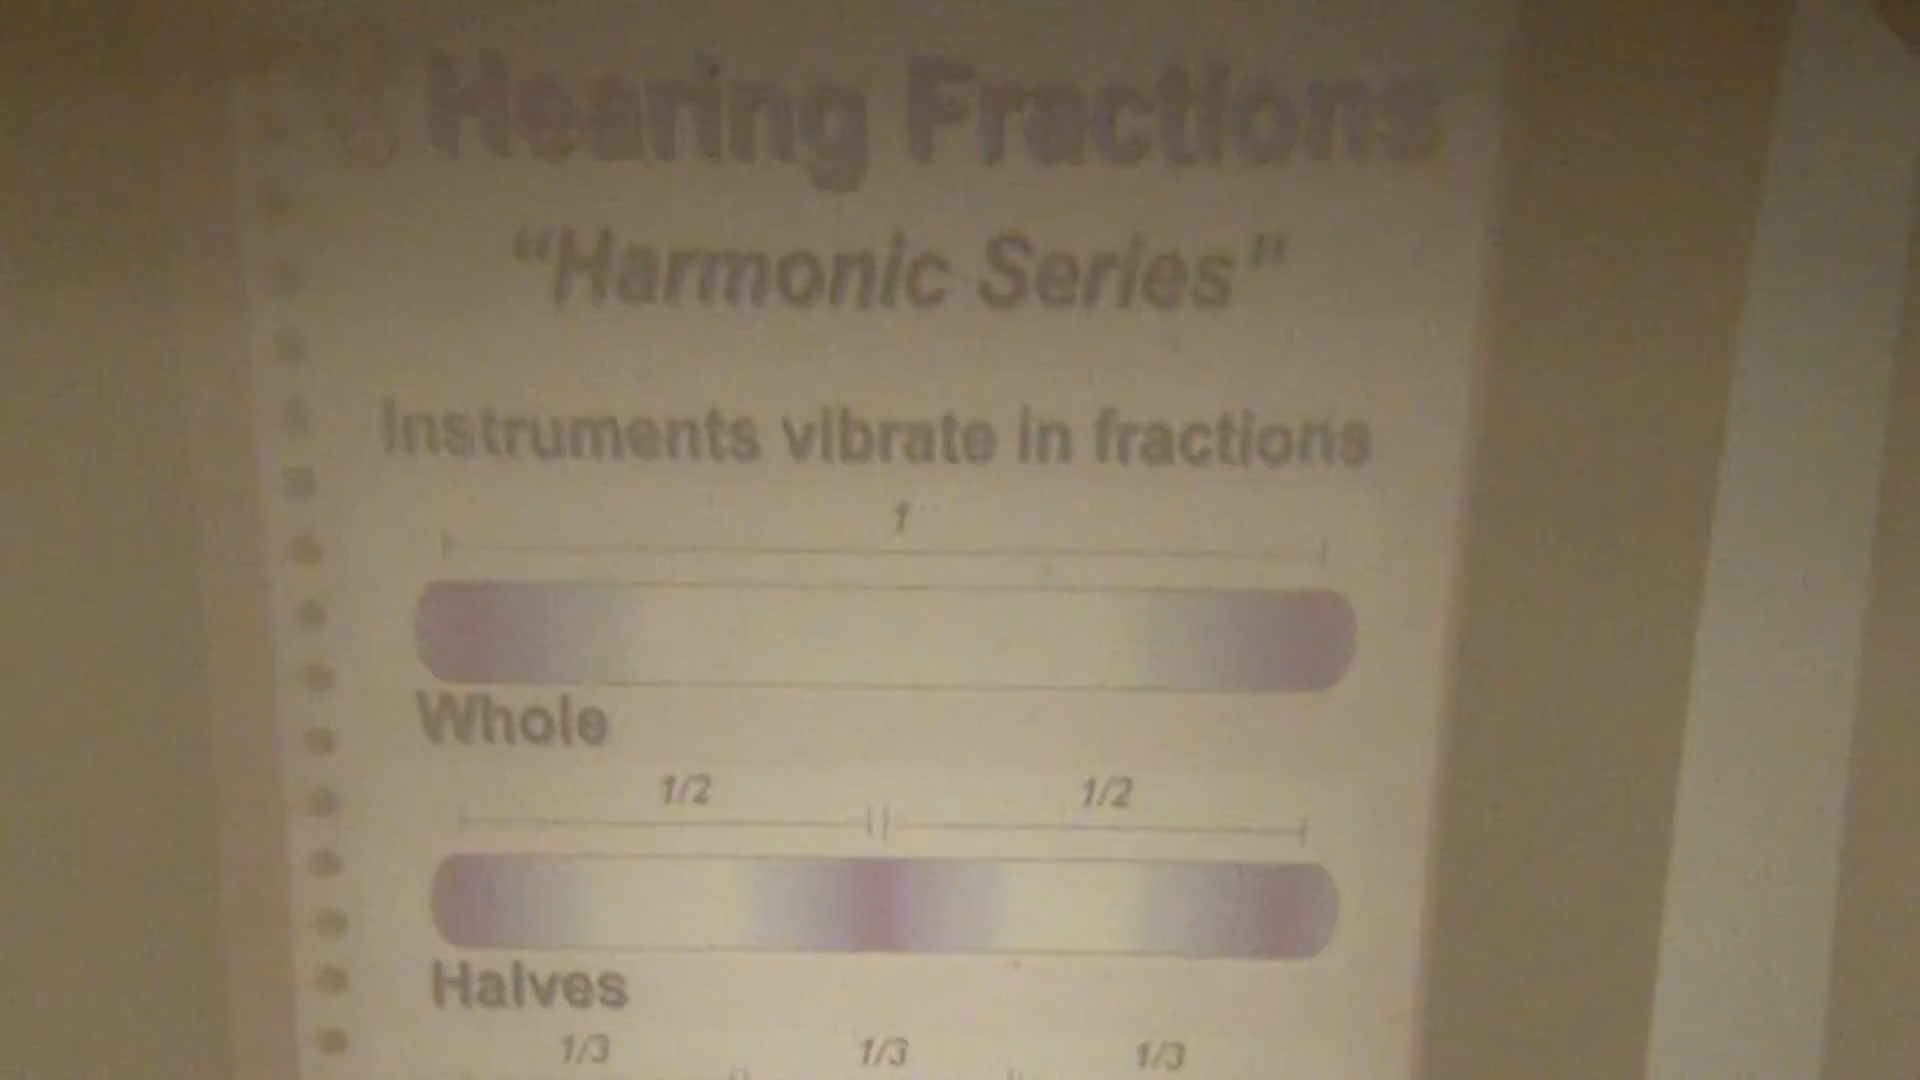 Hearing Fractions
“Harmonic Series”
Instruments vibrate in fractions
1
Whole
1/2 1/2
Halves
1/3 1/3 1/3